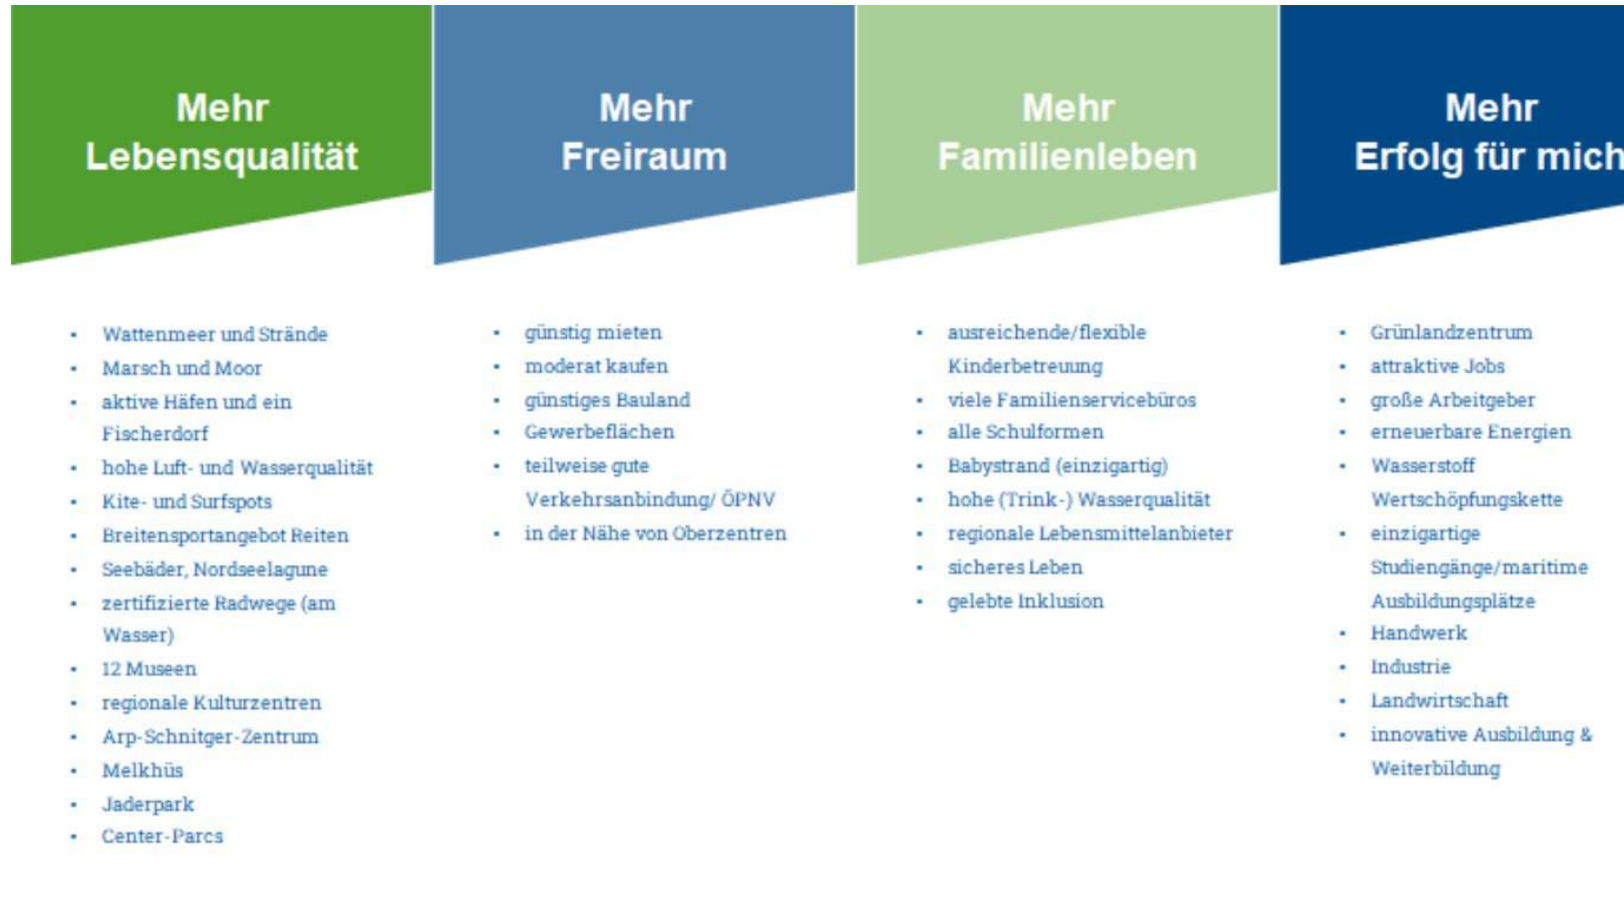 Mehr
Lebensqualität
• Wattenmeer und Strände
• Marsch und Moor
• aktive Häfen und ein
Fischerdorf
• hohe Luft- und Wasserqualität
• Kite- und Surfspots
• Breitensportangebot Reiten
• Seebäder, Nordseelagune
• zertifizierte Radwege (am
Wasser)
• 12 Museen
• regionale Kulturzentren
• Arp-Schnitger-Zentrum
• Melkhüs
• Jaderpark
• Center-Parcs
Mehr
Freiraum
• günstig mieten
• moderat kaufen
• günstiges Bauland
• Gewerbeflächen
• teilweise gute
Verkehrsanbindung/ ÖPNV
• in der Nähe von Oberzentren
Mehr
Familienleben
• ausreichende/flexible
Kinderbetreuung
• viele Familienservicebüros
• alle Schulformen
• Babystrand (einzigartig)
• hohe (Trink-) Wasserqualität
• regionale Lebensmittelanbieter
• sicheres Leben
• gelebte Inklusion
Mehr
Erfolg für mich
• Grünlandzentrum
• attraktive Jobs
• große Arbeitgeber
• erneuerbare Energien
• Wasserstoff
Wertschöpfungskette
• einzigartige
Studiengänge/maritime
Ausbildungsplätze
• Handwerk
• Industrie
• Landwirtschaft
• innovative Ausbildung &
Weiterbildung